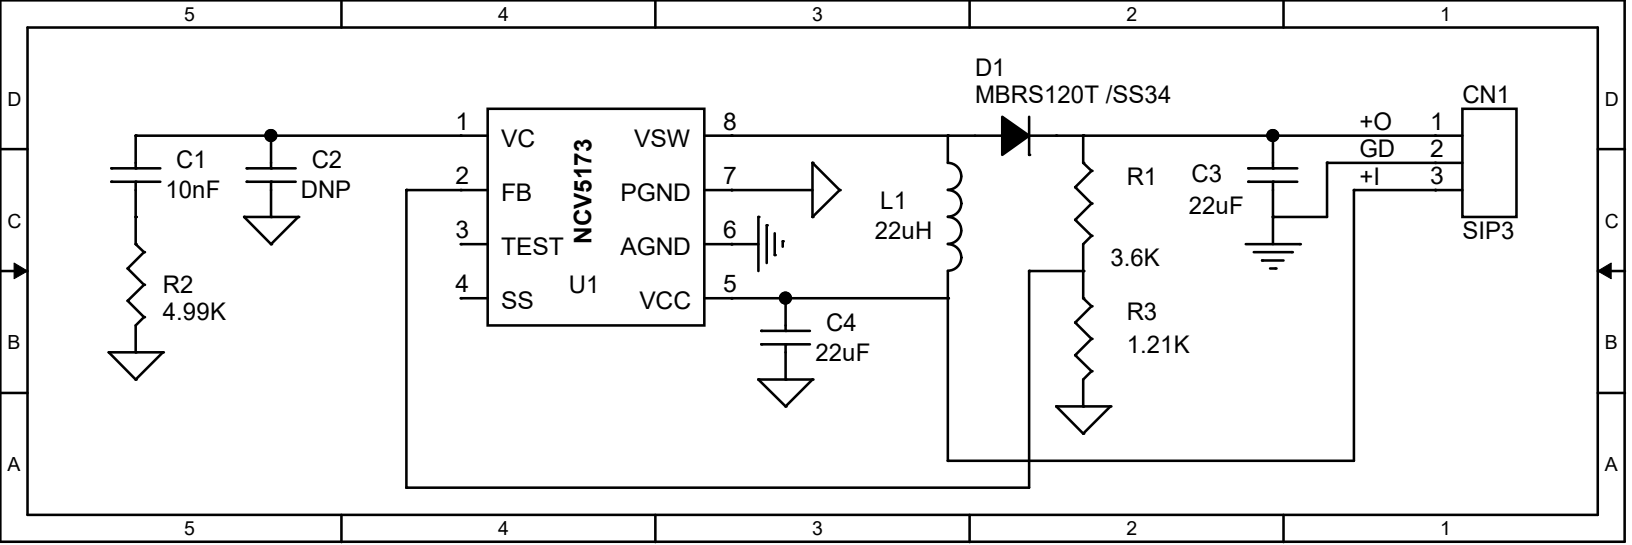 5 4 3 2 1
D D
C C
B B
A A
5 4 3 2 1
C1
10nF
C2
DNP
R2
4.99K
1 VC
2 FB
3 TEST
4 SS
NCV5173
U1
VSW 8
PGND 7
AGND 6
VCC 5
C4
22uF
L1
22uH
D1
MBRS120T /SS34
R1
3.6K
R3
1.21K
C3
22uF
CN1
+O 1
GD 2
+I 3
SIP3